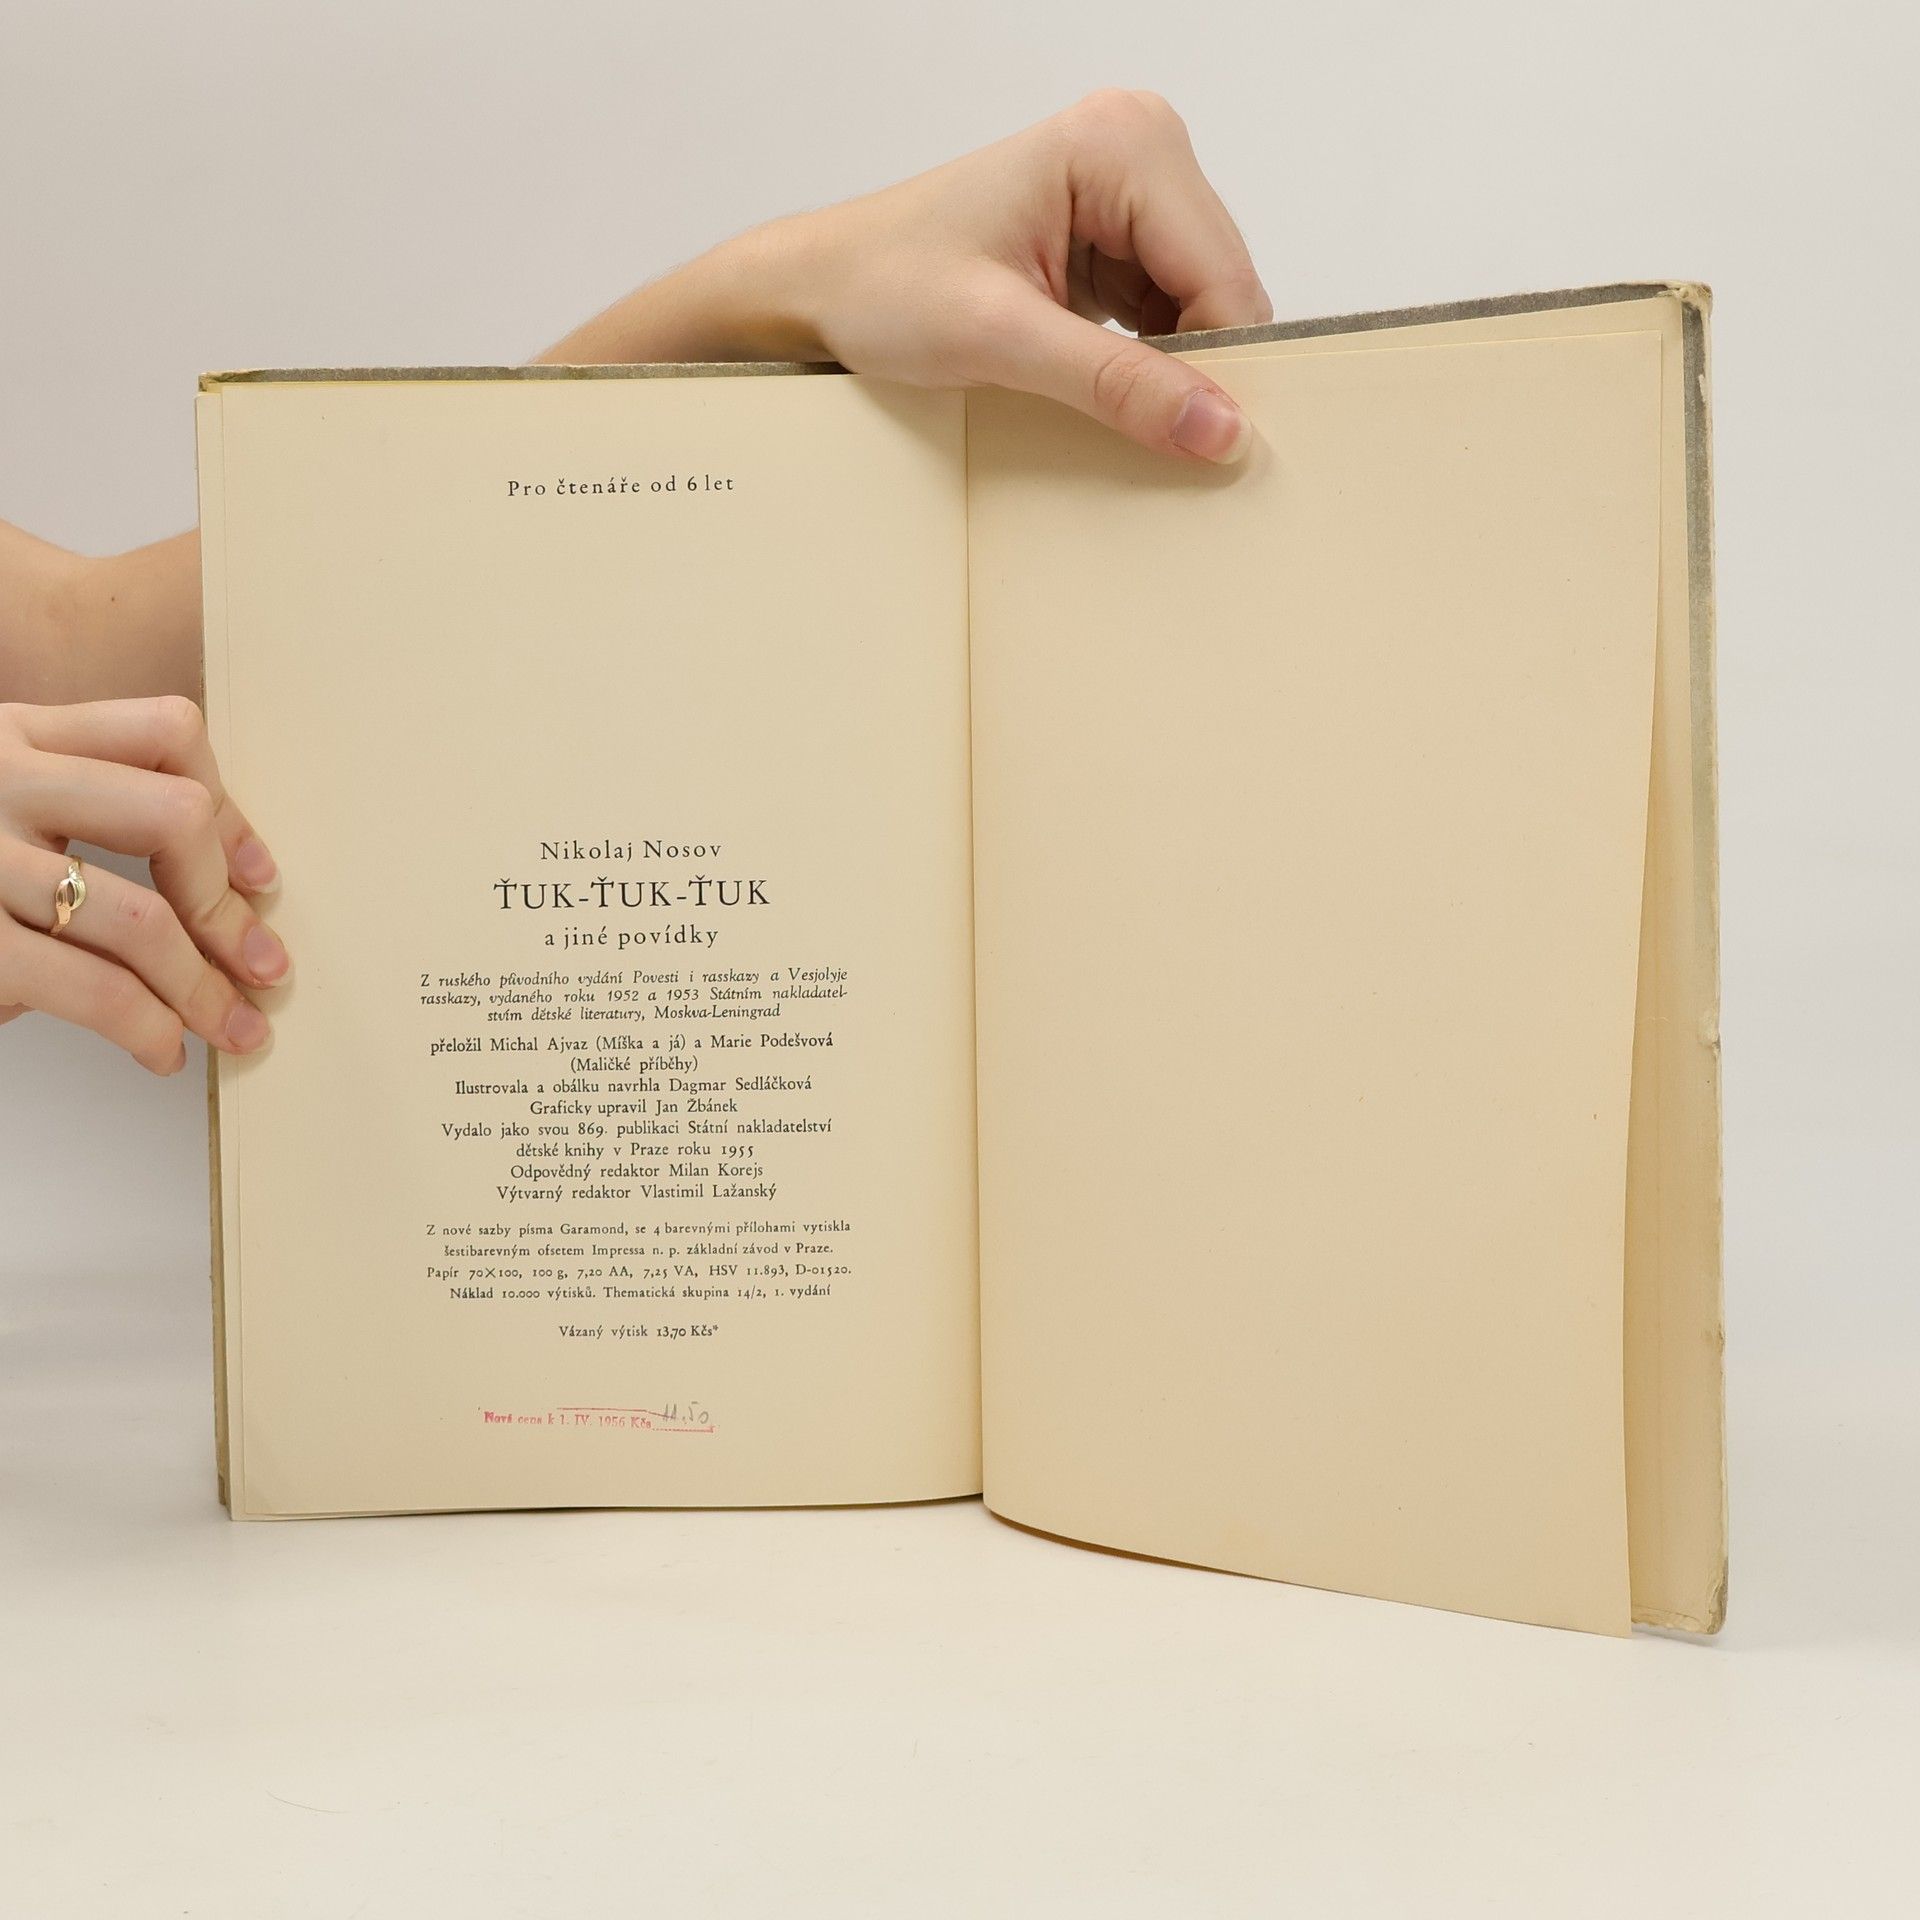 Pro čtenáře od 6 let
Nikolaj Nosov
ŤUK-ŤUK-ŤUK
a jiné povídky
Z ruského původního vydání Povesti i rasskazy a Vesjolyje
rasskazy, vydaného roku 1952 a 1953 Státním nakladatel-
stvím dětské literatury, Moskva-Leningrad
přeložil Michal Ajvaz (Míška a já) a Marie Podešvová
(Maličké příběhy)
Ilustrovala a obálku navrhla Dagmar Sedláčková
Graficky upravil Jan Žbánek
Vydalo jako svou 869. publikaci Státní nakladatelství
dětské knihy v Praze roku 1955
Odpovědný redaktor Milan Korejs
Výtvarný redaktor Vlastimil Lažanský
Z nové sazby písma Garamond, se 4 barevnými přílohami vytiskla
šestibarevným ofsetem Impressa n. p. základní závod v Praze.
Papír 70×100, 100 g, 7,20 AA, 7,25 VA, HSV 11.893, D-01520.
Náklad 10.000 výtisků. Thematická skupina 14/2, 1. vydání
Vázaný výtisk 13,70 Kčs*
Nová cena k 1. IV. 1956 Kčs 11.50